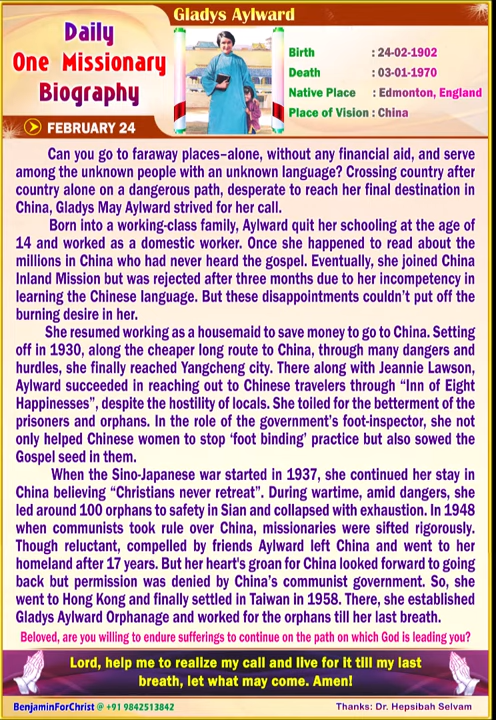 Gladys Aylward
Daily
One Missionary
Biography
FEBRUARY 24
Birth : 24-02-1902
Death : 03-01-1970
Native Place : Edmonton, England
Place of Vision : China
Can you go to faraway places–alone, without any financial aid, and serve
among the unknown people with an unknown language? Crossing country after
country alone on a dangerous path, desperate to reach her final destination in
China, Gladys May Aylward strived for her call.
Born into a working-class family, Aylward quit her schooling at the age of
14 and worked as a domestic worker. Once she happened to read about the
millions in China who had never heard the gospel. Eventually, she joined China
Inland Mission but was rejected after three months due to her incompetency in
learning the Chinese language. But these disappointments couldn't put off the
burning desire in her.
She resumed working as a housemaid to save money to go to China. Setting
off in 1930, along the cheaper long route to China, through many dangers and
hurdles, she finally reached Yangcheng city. There along with Jeannie Lawson,
Aylward succeeded in reaching out to Chinese travelers through “Inn of Eight
Happinesses”, despite the hostility of locals. She toiled for the betterment of the
prisoners and orphans. In the role of the government's foot-inspector, she not
only helped Chinese women to stop ‘foot binding’ practice but also sowed the
Gospel seed in them.
When the Sino-Japanese war started in 1937, she continued her stay in
China believing “Christians never retreat”. During wartime, amid dangers, she
led around 100 orphans to safety in Sian and collapsed with exhaustion. In 1948
when communists took rule over China, missionaries were sifted rigorously.
Though reluctant, compelled by friends Aylward left China and went to her
homeland after 17 years. But her heart's groan for China looked forward to going
back but permission was denied by China's communist government. So, she
went to Hong Kong and finally settled in Taiwan in 1958. There, she established
Gladys Aylward Orphanage and worked for the orphans till her last breath.
Beloved, are you willing to endure sufferings to continue on the path on which God is leading you?
Lord, help me to realize my call and live for it till my last
breath, let what may come. Amen!
BenjaminForChrist @ +91 9842513842
Thanks: Dr. Hepsibah Selvam